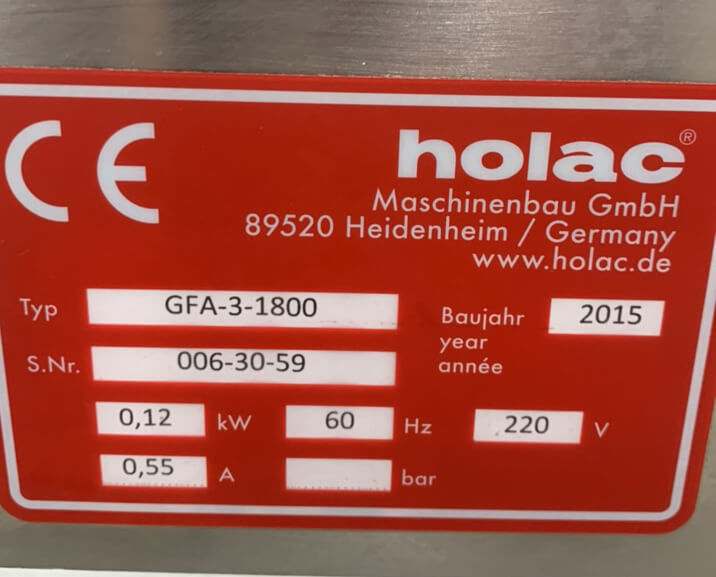 CE
holac®
Maschinenbau GmbH
89520 Heidenheim / Germany
www.holac.de
Typ GFA-3-1800 Baujahr 2015
year
S.Nr. 006-30-59 année
0,12 kW 60 Hz 220 V
0,55 A bar